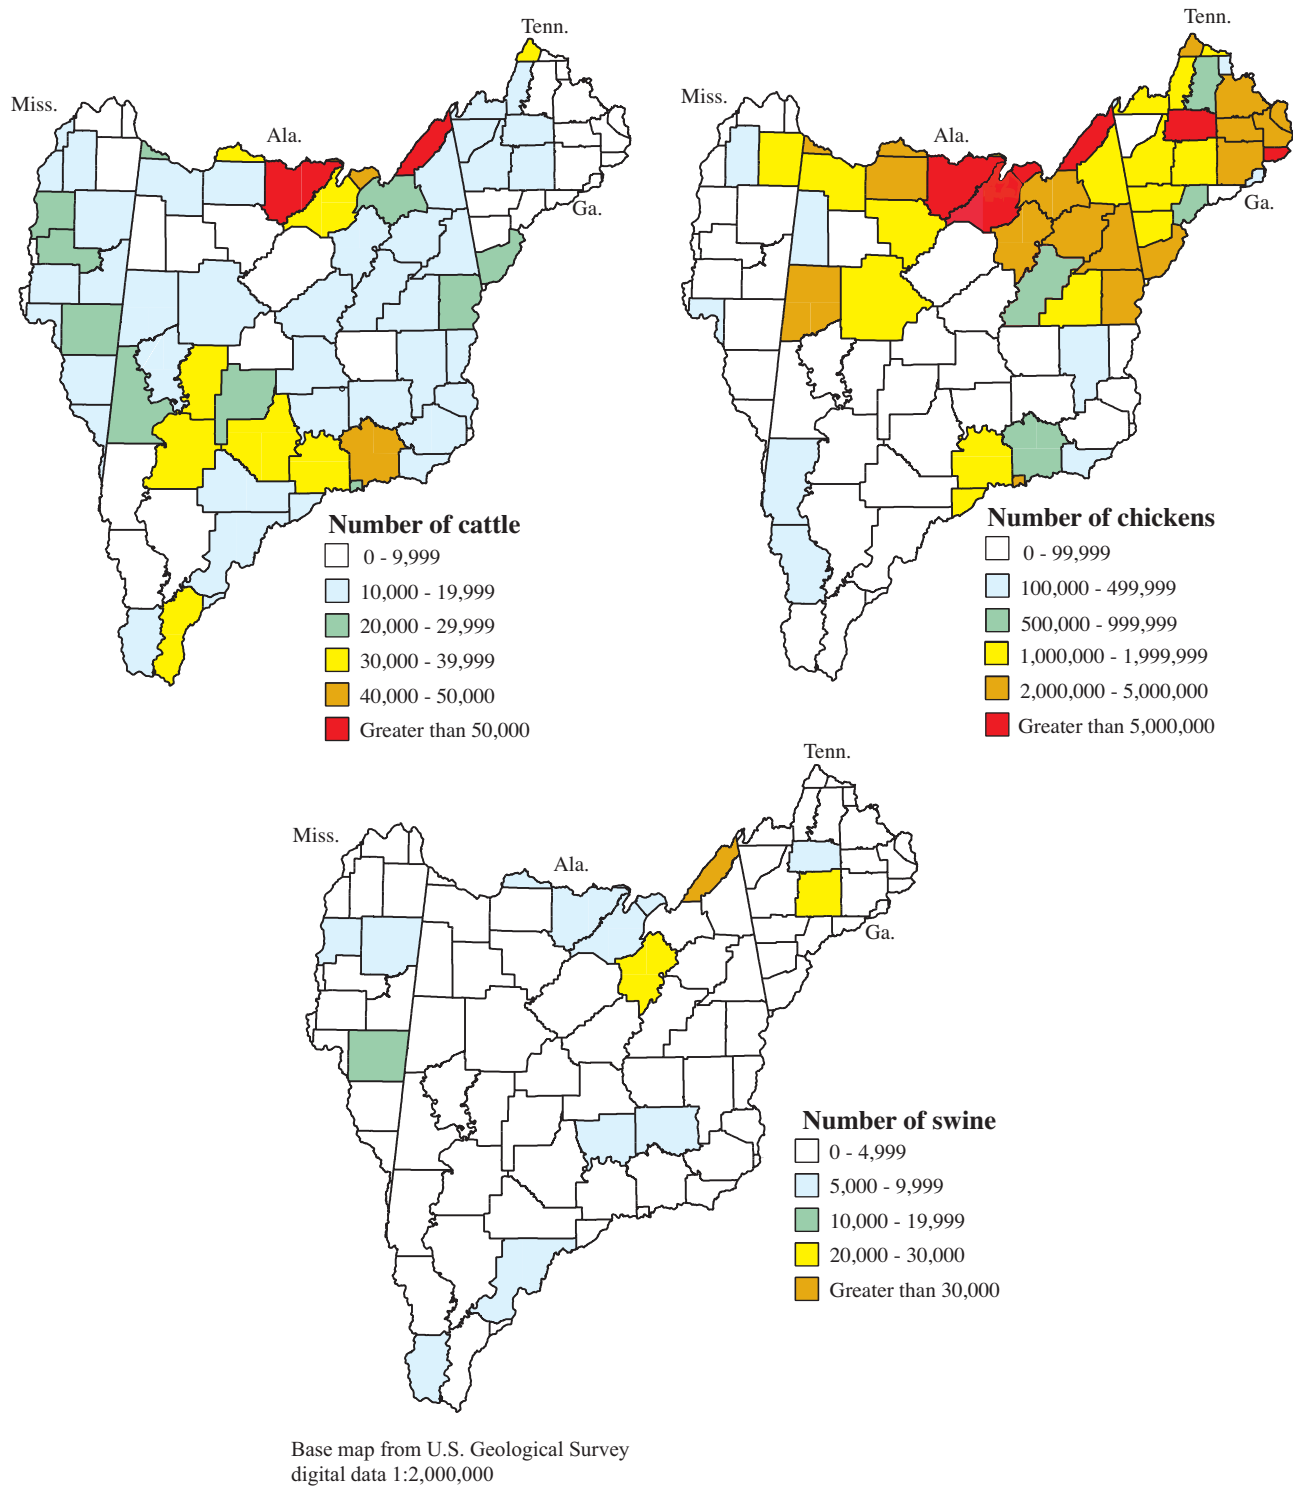 Tenn.
Miss.
Ala.
Ga.
Number of cattle
0 - 9,999
10,000 - 19,999
20,000 - 29,999
30,000 - 39,999
40,000 - 50,000
Greater than 50,000
Tenn.
Miss.
Ala.
Ga.
Number of chickens
0 - 99,999
100,000 - 499,999
500,000 - 999,999
1,000,000 - 1,999,999
2,000,000 - 5,000,000
Greater than 5,000,000
Tenn.
Miss.
Ala.
Ga.
Number of swine
0 - 4,999
5,000 - 9,999
10,000 - 19,999
20,000 - 30,000
Greater than 30,000
Base map from U.S. Geological Survey
digital data 1:2,000,000